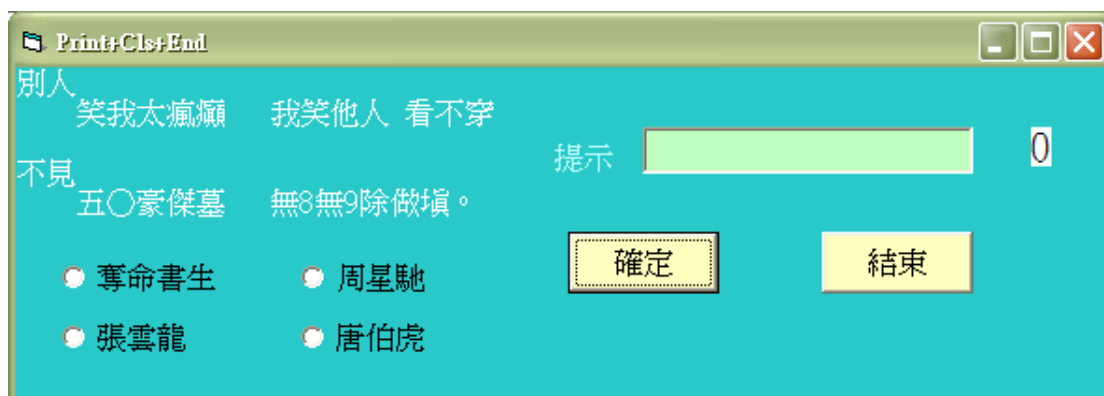 Print+Cls+End
別人
笑我太瘋癲 我笑他人 看不穿
不見
五〇豪傑墓 無8無9除做塡。
提示
0
確定 結束
奪命書生 周星馳
張雲龍 唐伯虎